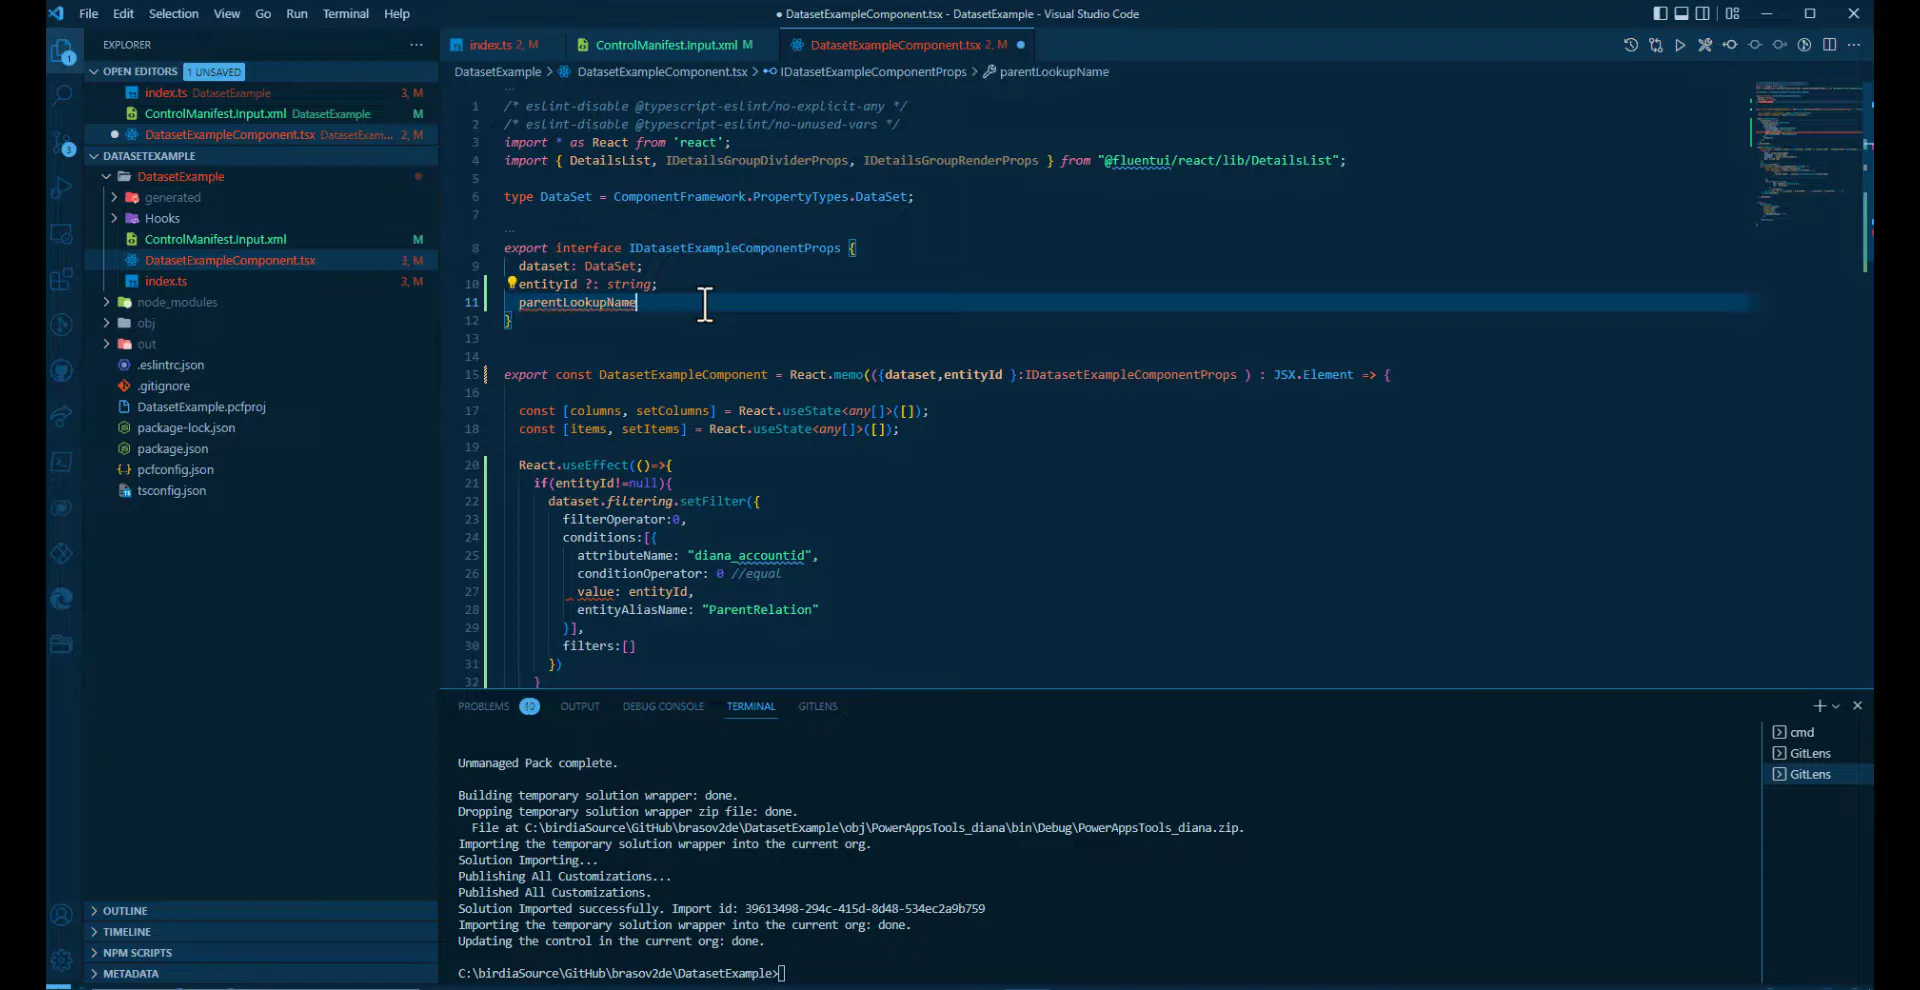 File Edit Selection View Go Run Terminal Help
● DatasetExampleComponent.tsx - DatasetExample - Visual Studio Code
EXPLORER
OPEN EDITORS 1 UNSAVED
index.ts DatasetExample 3, M
ControlManifest.Input.xml DatasetExample M
DatasetExampleComponent.tsx DatasetExam... 2, M
DATASETEXAMPLE
DatasetExample
generated
Hooks
ControlManifest.Input.xml M
DatasetExampleComponent.tsx 3, M
index.ts 3, M
node_modules
obj
out
.eslintrc.json
.gitignore
DatasetExample.pcfproj
package-lock.json
package.json
pcfconfig.json
tsconfig.json
OUTLINE
TIMELINE
NPM SCRIPTS
METADATA
index.ts 2, M
ControlManifest.Input.xml M
DatasetExampleComponent.tsx 2, M
DatasetExample > DatasetExampleComponent.tsx > IDatasetExampleComponentProps > parentLookupName
1 /* eslint-disable @typescript-eslint/no-explicit-any */
2 /* eslint-disable @typescript-eslint/no-unused-vars */
3 import * as React from 'react';
4 import { DetailsList, IDetailsGroupDividerProps, IDetailsGroupRenderProps } from "@fluentui/react/lib/DetailsList";
5
6 type DataSet = ComponentFramework.PropertyTypes.DataSet;
7
8 export interface IDatasetExampleComponentProps {
9 dataset: DataSet;
10 entityId ?: string;
11 parentLookupName
12 }
13
14
15 export const DatasetExampleComponent = React.memo(({dataset,entityId }:IDatasetExampleComponentProps ) : JSX.Element => {
16
17 const [columns, setColumns] = React.useState<any[]>([]);
18 const [items, setItems] = React.useState<any[]>([]);
19
20 React.useEffect(()=>{
21 if(entityId!=null){
22 dataset.filtering.setFilter({
23 filterOperator:0,
24 conditions:[{
25 attributeName: "diana_accountid",
26 conditionOperator: 0 //equal
27 value: entityId,
28 entityAliasName: "ParentRelation"
29 }],
30 filters:[]
31 })
32 }
PROBLEMS 10 OUTPUT DEBUG CONSOLE TERMINAL GITLENS
Unmanaged Pack complete.
Building temporary solution wrapper: done.
Dropping temporary solution wrapper zip file: done.
File at C:\birdiaSource\GitHub\brasov2de\DatasetExample\obj\PowerAppsTools_diana\bin\Debug\PowerAppsTools_diana.zip.
Importing the temporary solution wrapper into the current org.
Solution Importing...
Publishing All Customizations...
Published All Customizations.
Solution Imported successfully. Import id: 39613498-294c-415d-8d48-534ec2a9b759
Importing the temporary solution wrapper into the current org: done.
Updating the control in the current org: done.
C:\birdiaSource\GitHub\brasov2de\DatasetExample>
cmd
GitLens
GitLens